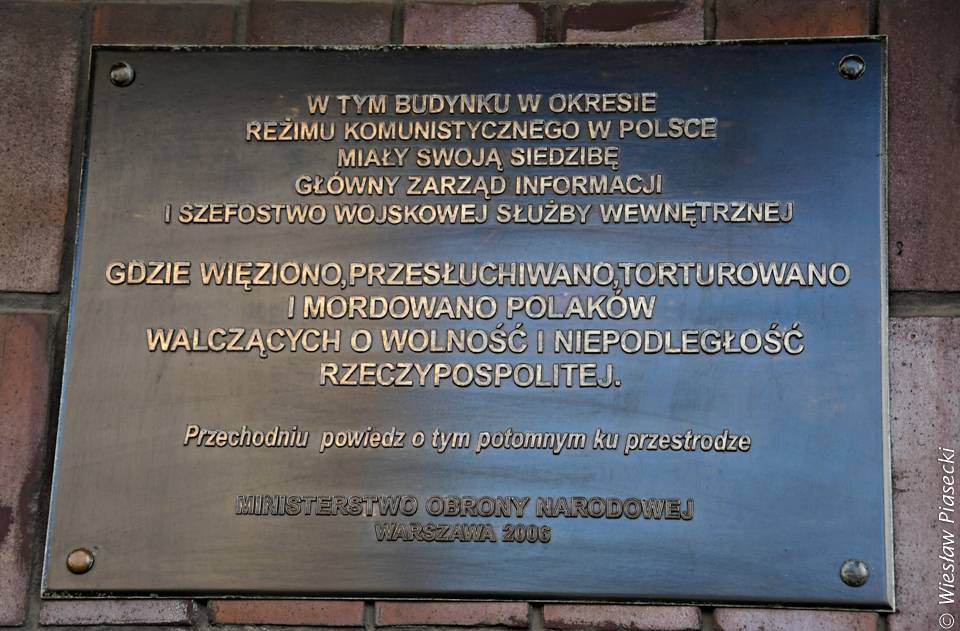 W TYM BUDYNKU W OKRESIE
REŻIMU KOMUNISTYCZNEGO W POLSCE
MIAŁY SWOJĄ SIEDZIBĘ
GŁÓWNY ZARZĄD INFORMACJI
I SZEFOSTWO WOJSKOWEJ SŁUŻBY WEWNĘTRZNEJ
GDZIE WIĘZIONO,PRZESŁUCHIWANO,TORTUROWANO
I MORDOWANO POLAKÓW
WALCZĄCYCH O WOLNOŚĆ I NIEPODLEGŁOŚĆ
RZECZYPOSPOLITEJ.
Przechodniu powiedz o tym potomnym ku przestrodze
MINISTERSTWO OBRONY NARODOWEJ
WARSZAWA 2006
© Wiesław Piasecki